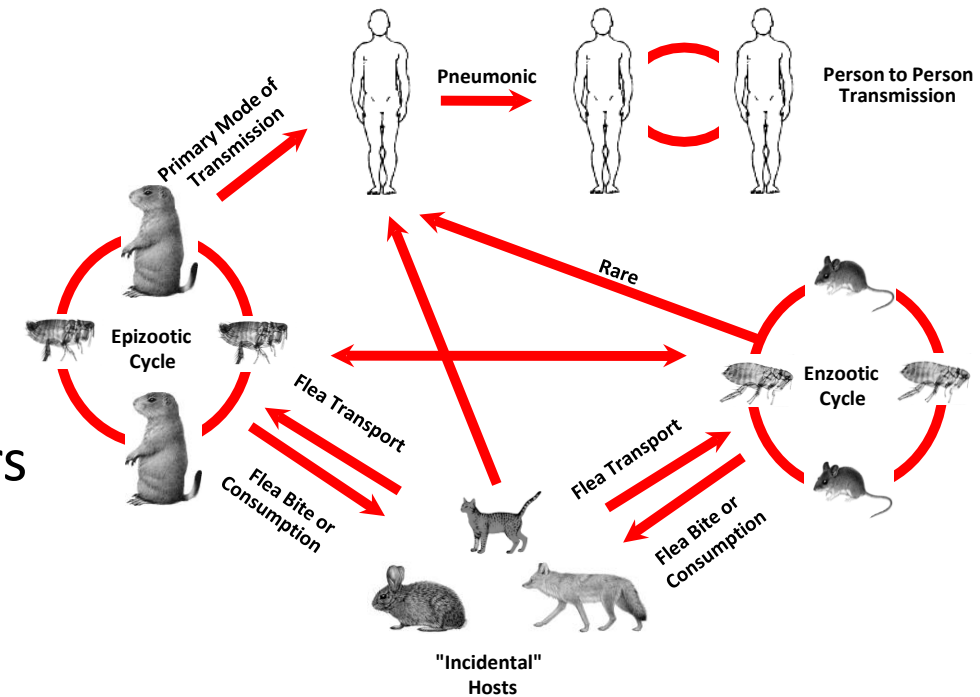 Pneumonic
Person to Person
Transmission
Primary Mode of
Transmission
Rare
Epizootic
Cycle
Enzootic
Cycle
Flea Transport
Flea Bite or
Consumption
Flea Transport
Flea Bite or
Consumption
rs
"Incidental"
Hosts